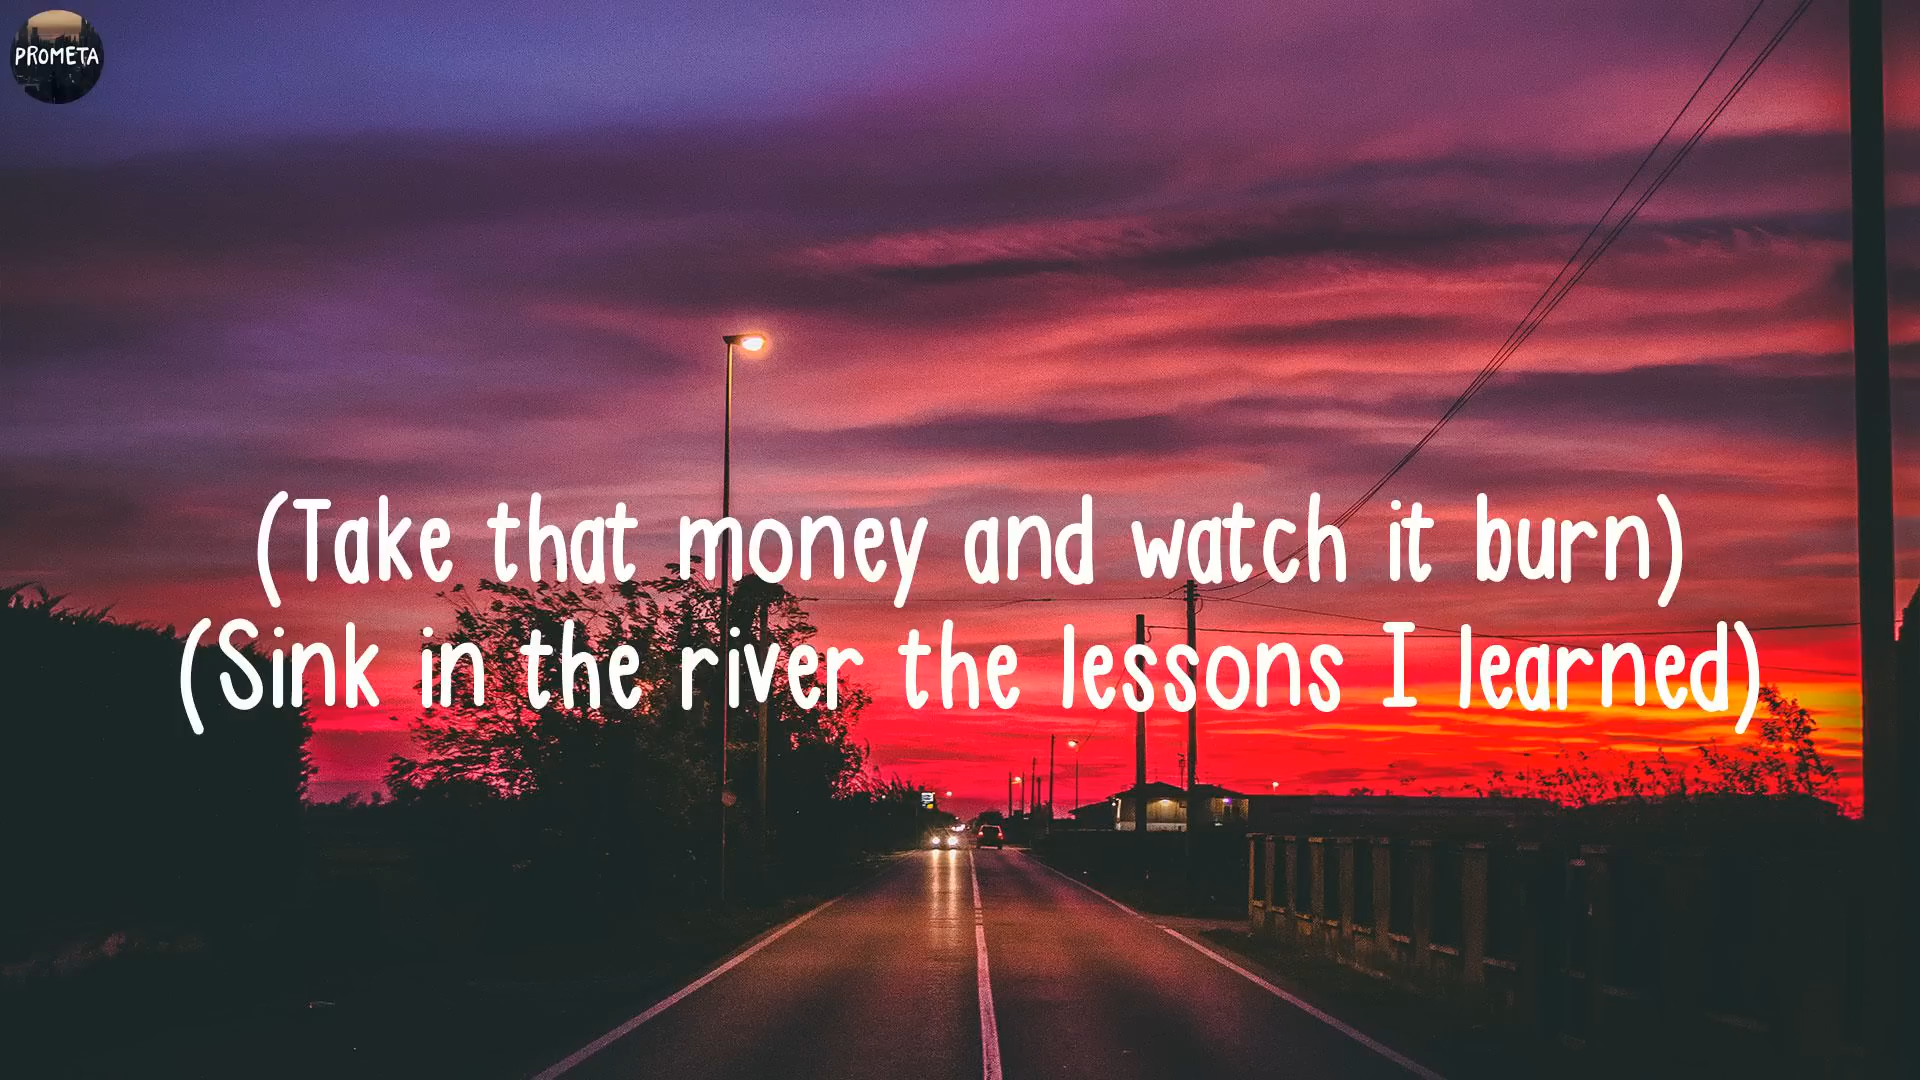 PROMETA
(Take that money and watch it burn)
(Sink in the river the lessons I learned)